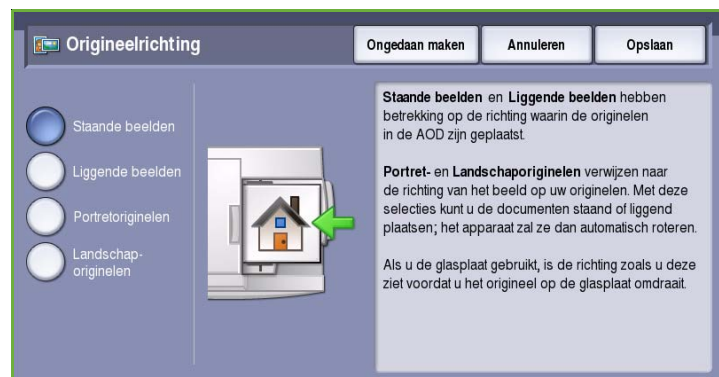 Origineelrichting
Ongedaan maken
Annuleren
Opslaan
Staande beelden
Liggende beelden
Portretoriginelen
Landschap-
originelen
Staande beelden en Liggende beelden hebben
betrekking op de richting waarin de originelen
in de AOD zijn geplaatst.
Portret- en Landschaporiginelen verwijzen naar
de richting van het beeld op uw originelen. Met deze
selecties kunt u de documenten staand of liggend
plaatsen; het apparaat zal ze dan automatisch roteren.
Als u de glasplaat gebruikt, is de richting zoals u deze
ziet voordat u het origineel op de glasplaat omdraait.